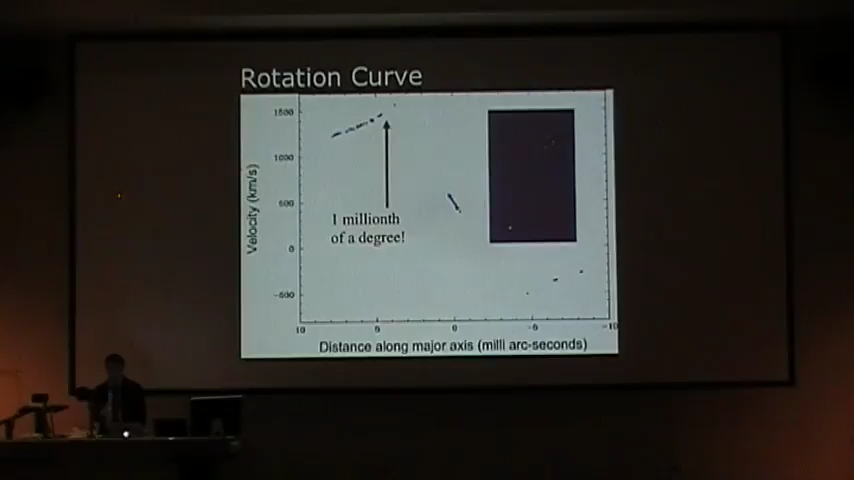 Rotation Curve
1500
1000
500
0
-500
Velocity (km/s)
1 millionth
of a degree!
10
5
0
-5
-10
Distance along major axis (milli arc-seconds)